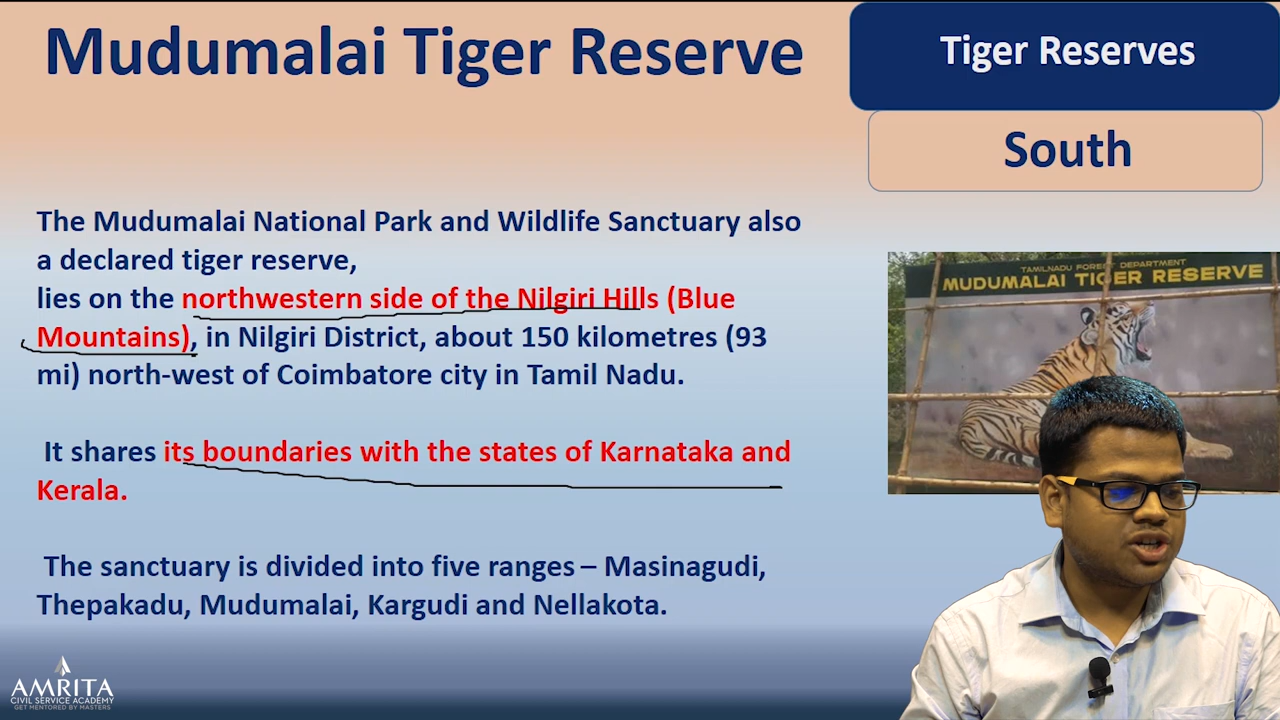 Mudumalai Tiger Reserve
Tiger Reserves
South
The Mudumalai National Park and Wildlife Sanctuary also
a declared tiger reserve,
lies on the northwestern side of the Nilgiri Hills (Blue
Mountains), in Nilgiri District, about 150 kilometres (93
mi) north-west of Coimbatore city in Tamil Nadu.
It shares its boundaries with the states of Karnataka and
Kerala.
The sanctuary is divided into five ranges – Masinagudi,
Thepakadu, Mudumalai, Kargudi and Nellakota.
TAMILNADU FOREST DEPARTMENT
MUDUMALAI TIGER RESERVE
AMRITA
CIVIL SERVICE ACADEMY
GET MENTORED BY MASTERS